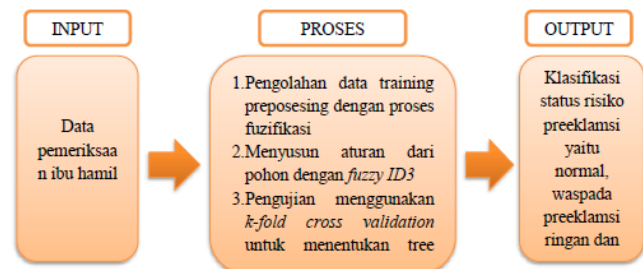 INPUT
PROSES
OUTPUT
Data
pemeriksaa
n ibu hamil
1.Pengolahan data training
preposesing dengan proses
fuzifikasi
2.Menyusun aturan dari
pohon dengan fuzzy ID3
3.Pengujian menggunakan
k-fold cross validation
untuk menentukan tree
Klasifikasi
status risiko
preeklamsi
yaitu
normal,
waspada
preeklamsi
ringan dan